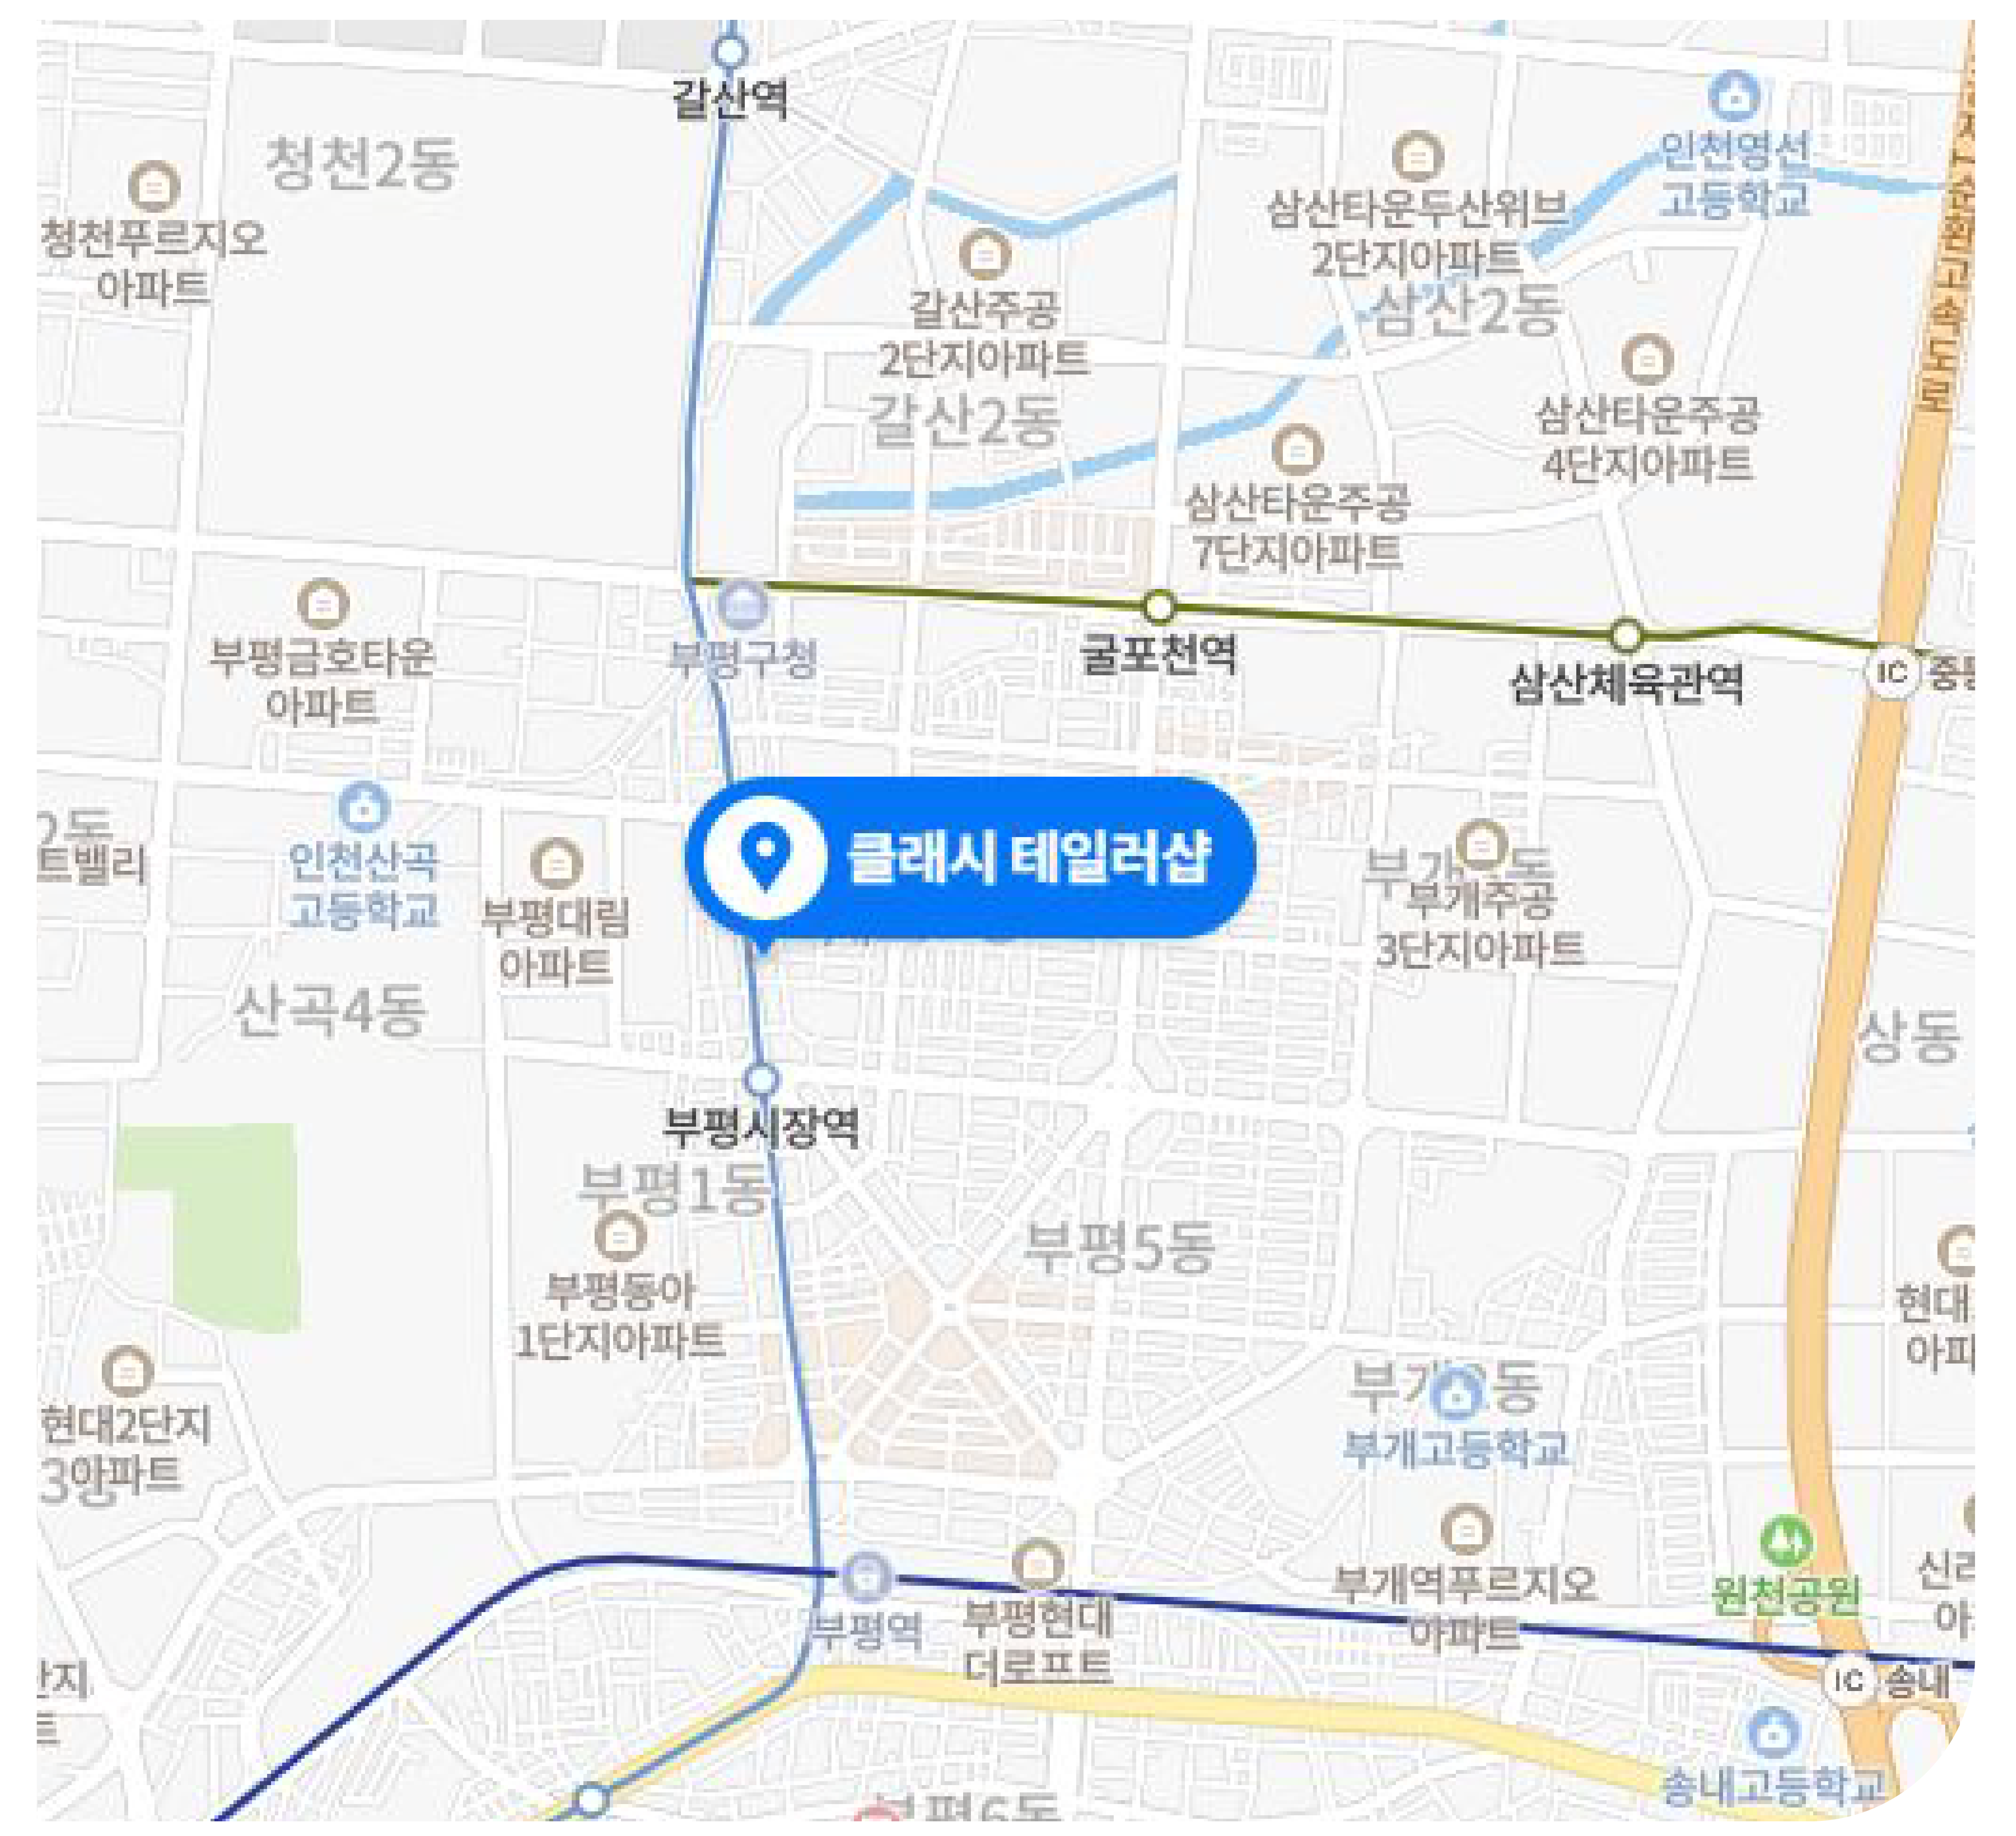 갈산역
청천2동
인천영선
고등학교
삼산타운두산위브
2단지아파트
청천푸르지오
아파트
갈산주공
2단지아파트
삼산2동
갈산2동
삼산타운주공
4단지아파트
삼산타운주공
7단지아파트
부평금호타운
아파트
부평구청
굴포천역
삼산체육관역
IC
클래시 테일러샵
2동
트밸리
인천산곡
고등학교
부평대림
아파트
부개주공
3단지아파트
산곡4동
상동
부평시장역
부평1동
부평5동
부평동아
1단지아파트
현대
현대2단지
3아파트
부개고등학교
부개역푸르지오
아파트
원천공원
부평역
부평현대
더로프트
IC 송내
송내고등학교
부평6동